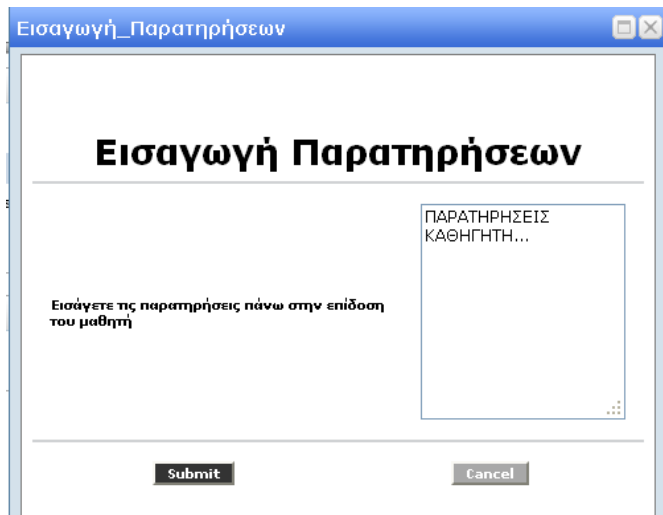 Εισαγωγή_Παρατηρήσεων
Εισαγωγή Παρατηρήσεων
ΠΑΡΑΤΗΡΗΣΕΙΣ
ΚΑΘΗΓΗΤΗ...
Εισάγετε τις παρατηρήσεις πάνω στην επίδοση
του μαθητή
Submit
Cancel